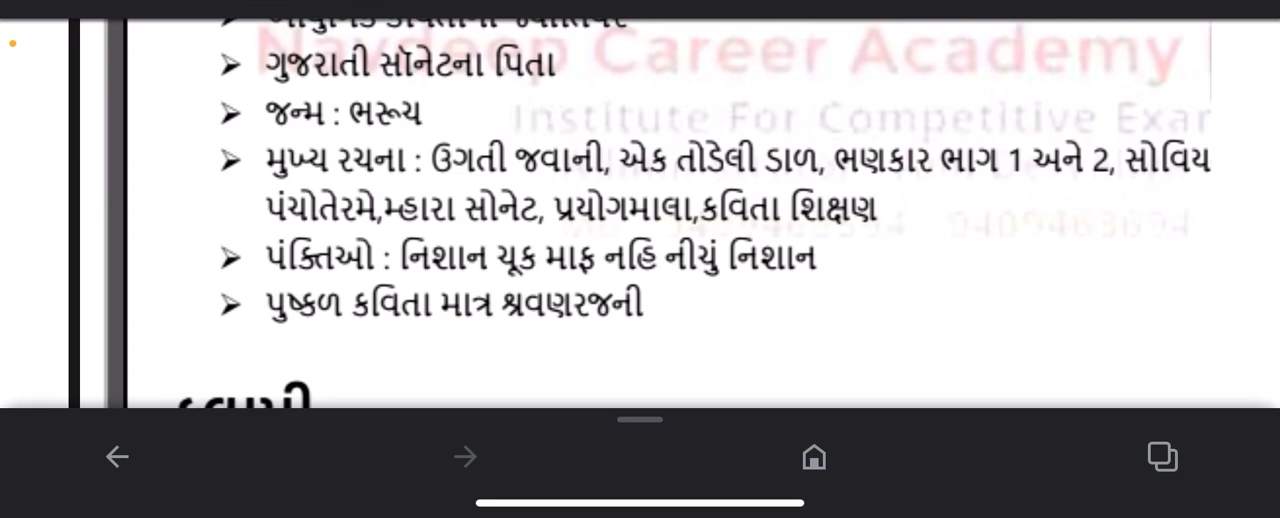 ગુજરાતી સૉનેટના પિતા
Navdeep Career Academy
જન્મ : ભરૂચ
Institute For Competitive Exar
મુખ્ય રચના : ઉગતી જવાની, એક તોડેલી ડાળ, ભણકાર ભાગ 1 અને 2, સોવિય
પંચોતેરમે,મ્હારા સોનેટ, પ્રયોગમાલા,કવિતા શિક્ષણ
પંક્તિઓ : નિશાન ચૂક માફ નહિ નીચું નિશાન
પુષ્કળ કવિતા માત્ર શ્રવણરજની